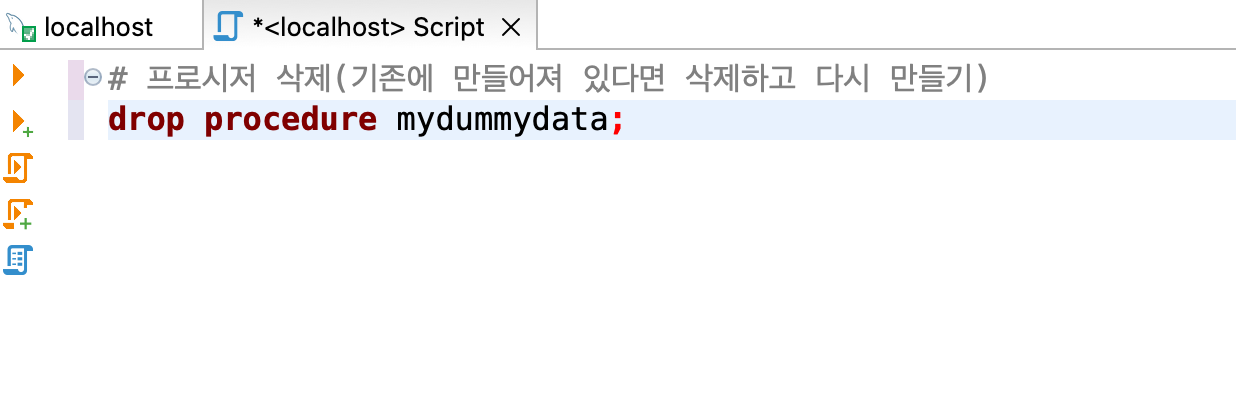 localhost
*<localhost> Script
# 프로시저 삭제(기존에 만들어져 있다면 삭제하고 다시 만들기)
drop procedure mydummydata;